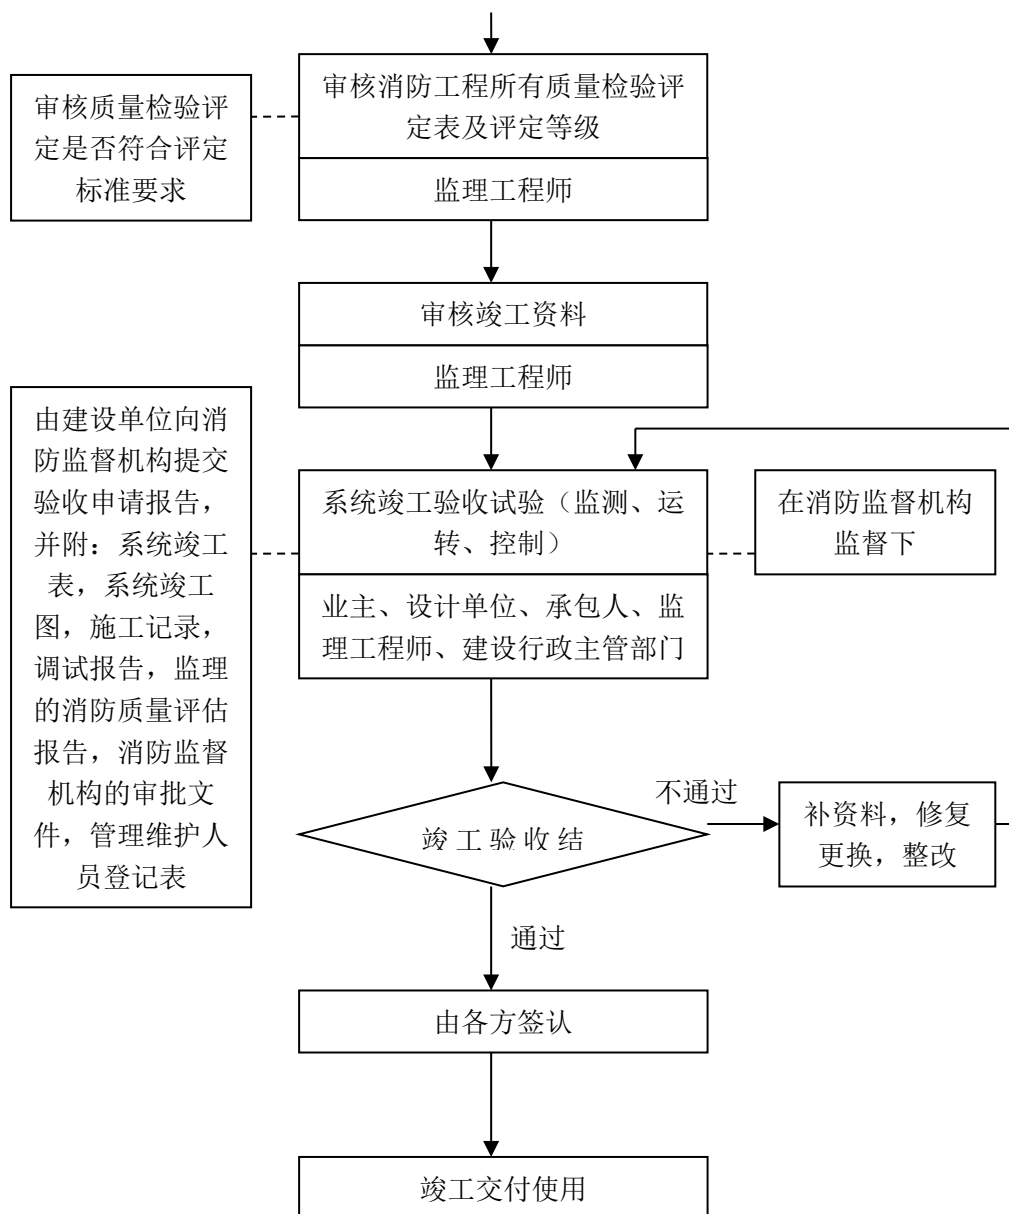 审核消防工程所有质量检验评
定表及评定等级
监理工程师
审核质量检验评
定是否符合评定
标准要求
审核竣工资料
监理工程师
由建设单位向消
防监督机构提交
验收申请报告，
并附：系统竣工
表，系统竣工
图，施工记录，
调试报告，监理
的消防质量评估
报告，消防监督
机构的审批文
件，管理维护人
员登记表
系统竣工验收试验（监测、运
转、控制）
业主、设计单位、承包人、监
理工程师、建设行政主管部门
在消防监督机构
监督下
竣工验收结
不通过
补资料，修复
更换，整改
通过
由各方签认
竣工交付使用